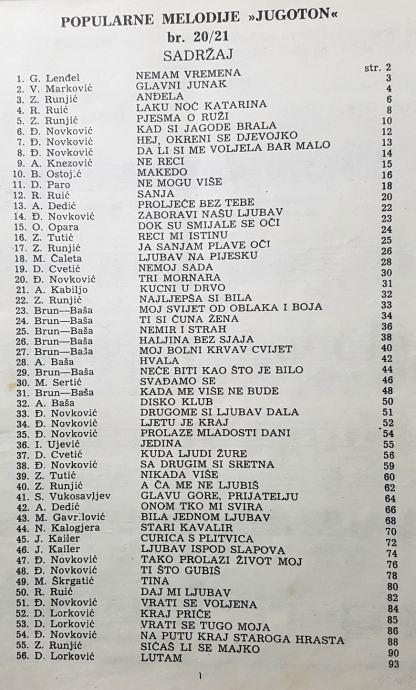 POPULARNE MELODIJE »JUGOTON«
br. 20/21
SADRŽAJ
1. G. Lenđel NEMAM VREMENA str. 2
2. V. Marković GLAVNI JUNAK 3
3. Z. Runjić ANĐELA 4
4. R. Ruić LAKU NOĆ KATARINA 6
5. Z. Runjić PJESMA O RUŽI 8
6. Đ. Novković KAD SI JAGODE BRALA 10
7. Đ. Novković HEJ, OKRENI SE DJEVOJKO 12
8. Đ. Novković DA LI SI ME VOLJELA BAR MALO 13
9. A. Knezović NE RECI 14
10. B. Ostojić MAKEDO 15
11. D. Paro NE MOGU VIŠE 16
12. R. Ruić SANJA 18
13. A. Dedić PROLJEĆE BEZ TEBE 20
14. Đ. Novković ZABORAVI NAŠU LJUBAV 22
15. O. Opara DOK SU SMIJALE SE OČI 23
16. Z. Tutić RECI MI ISTINU 24
17. Z. Runjić JA SANJAM PLAVE OČI 25
18. M. Ćaleta LJUBAV NA PIJESKU 26
19. D. Cvetić NEMOJ SADA 28
20. Đ. Novković TRI MORNARA 30
21. A. Kabiljo KUCNI U DRVO 31
22. Z. Runjić NAJLJEPŠA SI BILA 32
23. Brun—Baša MOJ SVIJET OD OBLAKA I BOJA 33
24. Brun—Baša TI SI ČUNA ŽENA 34
25. Brun—Baša NEMIR I STRAH 36
26. Brun—Baša HALJINA BEZ SJAJA 38
27. Brun—Baša MOJ BOLNI KRVAV CVIJET 40
28. A. Baša HVALA 42
29. Brun—Baša NEĆE BITI KAO ŠTO JE BILO 44
30. M. Sertić SVAĐAMO SE 46
31. Brun—Baša KADA ME VIŠE NE BUDE 48
32. A. Baša DISKO KLUB 50
33. Đ. Novković DRUGOME SI LJUBAV DALA 51
34. Đ. Novković LJETU JE KRAJ 52
35. Đ. Novković PROLAZE MLADOSTI DANI 54
36. I. Ujević JEDINA 55
37. D. Cvetić KUDA LJUDI ŽURE 56
38. Đ. Novković SA DRUGIM SI SRETNA 59
39. Z. Tutić NIKADA VIŠE 60
40. Z. Runjić A ČA ME NE LJUBIŠ 62
41. S. Vukosavljev GLAVU GORE, PRIJATELJU 64
42. A. Dedić ONOM TKO MI SVIRA 66
43. M. Gavr.lović BILA JEDNOM LJUBAV 68
44. N. Kalogjera STARI KAVALIR 70
45. J. Kailer CURICA S PLITVICA 72
46. J. Kailer LJUBAV ISPOD SLAPOVA 74
47. Đ. Novković TAKO PROLAZI ŽIVOT MOJ 76
48. Đ. Novković TI ŠTO GUBIŠ 78
49. M. Škrgatić TINA 80
50. R. Ruić DAJ MI LJUBAV 82
51. Đ. Novković VRATI SE VOLJENA 84
52. D. Lorković KRAJ PRIČE 85
53. D. Lorković VRATI SE TUGO MOJA 86
54. Đ. Novković NA PUTU KRAJ STAROGA HRASTA 88
55. Z. Runjić SIĆAŠ LI SE MAJKO 90
56. D. Lorković LUTAM 93
1